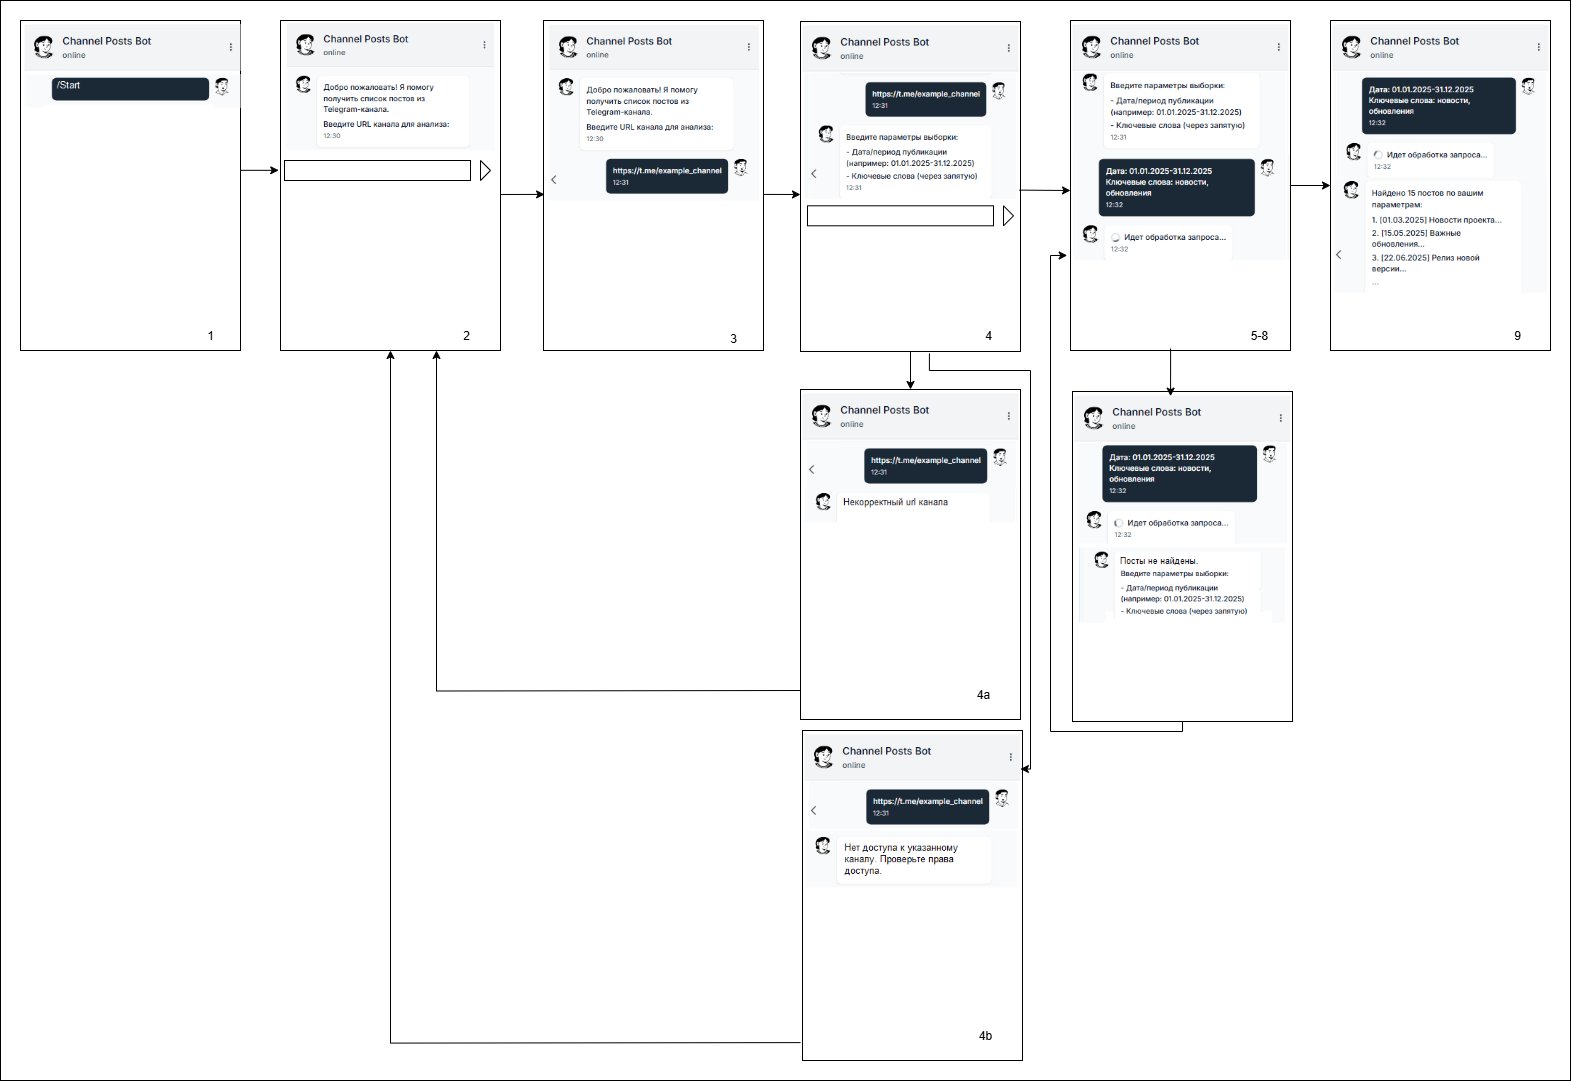 Channel Posts Bot
online
/Start
1
Channel Posts Bot
online
Добро пожаловать! Я помогу
получить список постов из
Telegram-канала.
Введите URL канала для анализа:
12:30
2
Channel Posts Bot
online
Добро пожаловать! Я помогу
получить список постов из
Telegram-канала.
Введите URL канала для анализа:
12:30
https://t.me/example_channel
12:31
3
Channel Posts Bot
online
https://t.me/example_channel
12:31
Введите параметры выборки:
- Дата/период публикации
(например: 01.01.2025-31.12.2025)
- Ключевые слова (через запятую)
12:31
4
Channel Posts Bot
online
Введите параметры выборки:
- Дата/период публикации
(например: 01.01.2025-31.12.2025)
- Ключевые слова (через запятую)
12:31
Дата: 01.01.2025-31.12.2025
Ключевые слова: новости,
обновления
12:32
Идет обработка запроса...
12:32
5-8
Channel Posts Bot
online
Дата: 01.01.2025-31.12.2025
Ключевые слова: новости,
обновления
12:32
Идет обработка запроса...
12:32
Найдено 15 постов по вашим
параметрам:
1. [01.03.2025] Новости проекта...
2. [15.05.2025] Важные
обновления...
3. [22.06.2025] Релиз новой
версии...
...
9
Channel Posts Bot
online
https://t.me/example_channel
12:31
Некорректный url канала
4a
Channel Posts Bot
online
Дата: 01.01.2025-31.12.2025
Ключевые слова: новости,
обновления
12:32
Идет обработка запроса...
12:32
Посты не найдены.
Введите параметры выборки:
- Дата/период публикации
(например: 01.01.2025-31.12.2025)
- Ключевые слова (через запятую)
Channel Posts Bot
online
https://t.me/example_channel
12:31
Нет доступа к указанному
каналу. Проверьте права
доступа.
4b